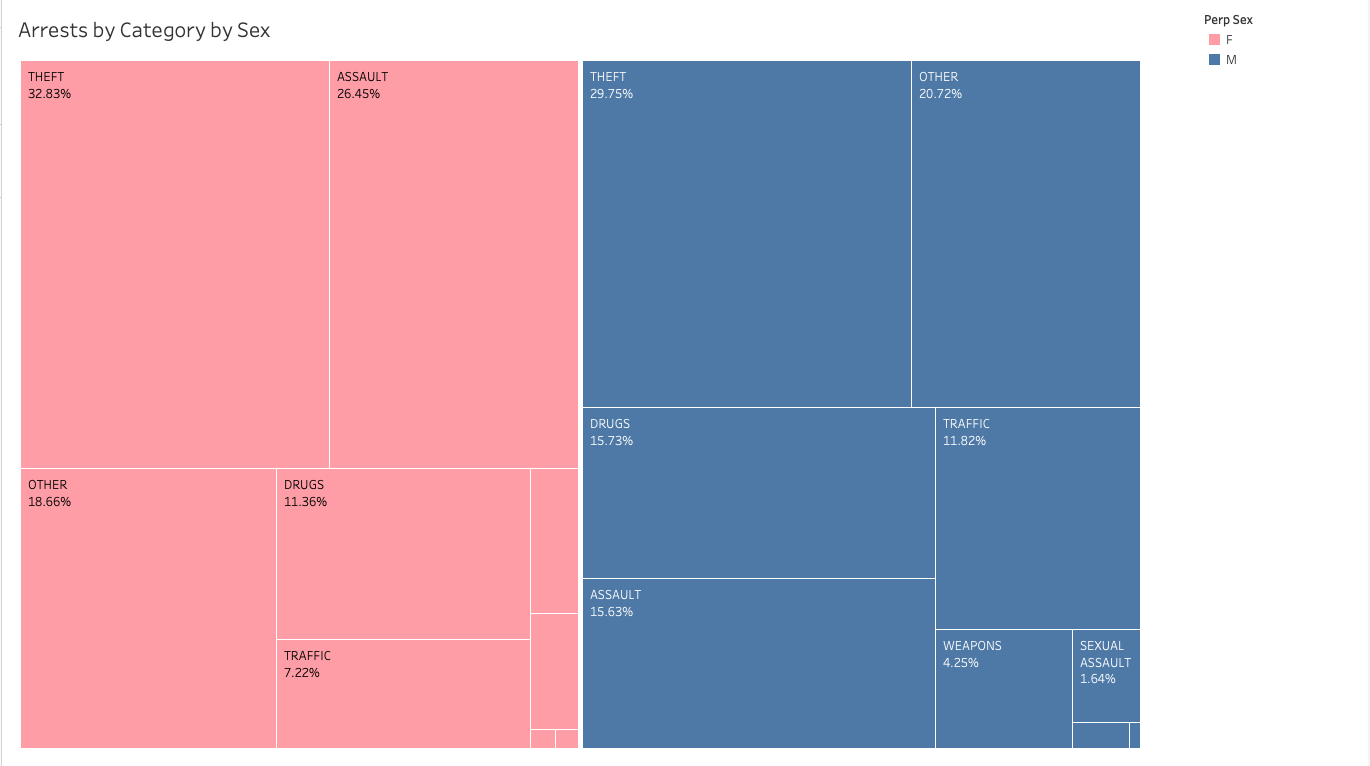 Arrests by Category by Sex
Perp Sex
F
M
THEFT
32.83%
ASSAULT
26.45%
OTHER
18.66%
DRUGS
11.36%
TRAFFIC
7.22%
THEFT
29.75%
OTHER
20.72%
DRUGS
15.73%
TRAFFIC
11.82%
ASSAULT
15.63%
WEAPONS
4.25%
SEXUAL
ASSAULT
1.64%